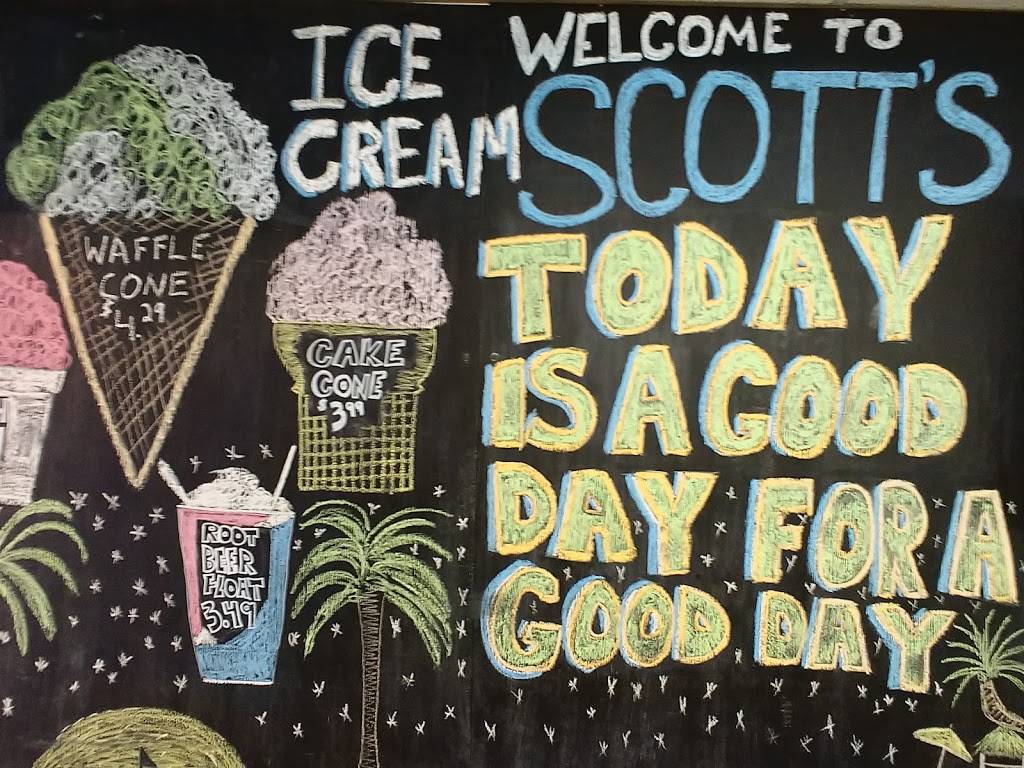 ICE
CREAM
WAFFLE
CONE
$4.29
CAKE
CONE
$3.99
ROOT
BEER
FLOAT
3.49
WELCOME TO
SCOTT'S
TODAY
IS A GOOD
DAY FOR A
GOOD DAY